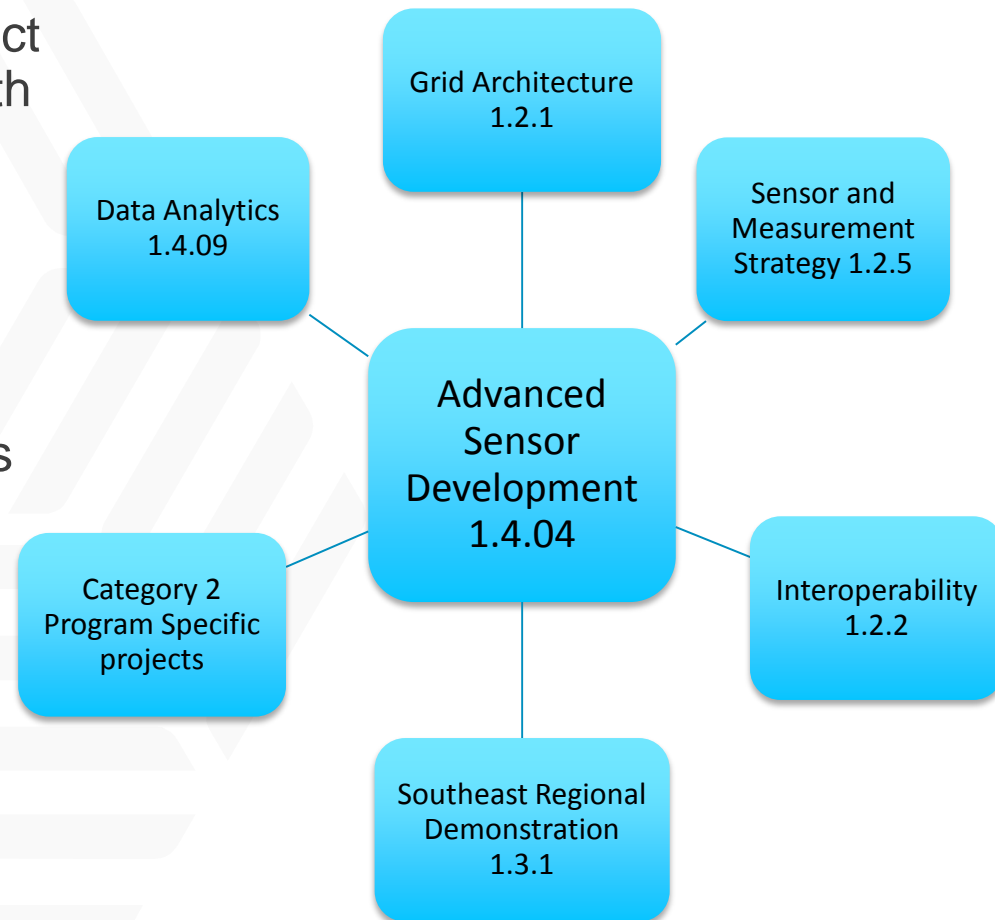 Grid Architecture
1.2.1
Data Analytics
1.4.09
Sensor and
Measurement
Strategy 1.2.5
Advanced
Sensor
Development
1.4.04
Category 2
Program Specific
projects
Interoperability
1.2.2
Southeast Regional
Demonstration
1.3.1